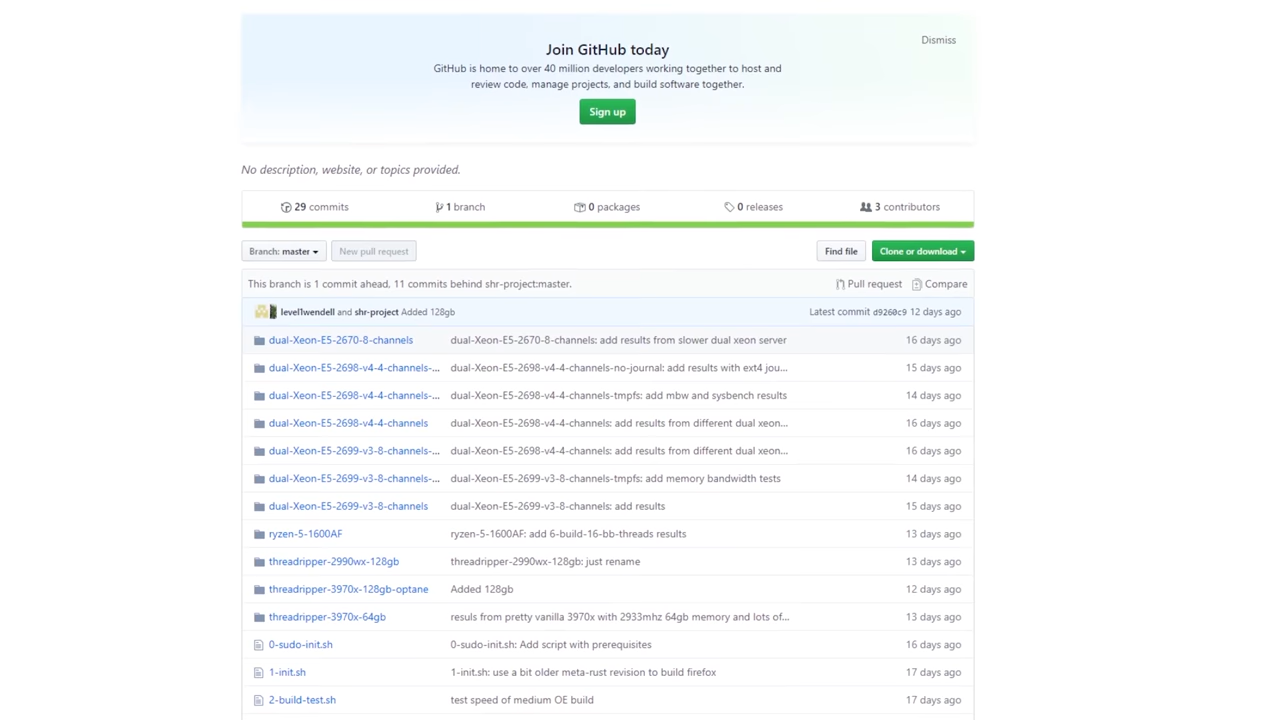 Join GitHub today
Dismiss
GitHub is home to over 40 million developers working together to host and
review code, manage projects, and build software together.
Sign up
No description, website, or topics provided.
29 commits 1 branch 0 packages 0 releases 3 contributors
Branch: master New pull request Find file Clone or download
This branch is 1 commit ahead, 11 commits behind shr-project:master. Pull request Compare
level1wendell and shr-project Added 128gb Latest commit d9260c9 12 days ago
dual-Xeon-E5-2670-8-channels dual-Xeon-E5-2670-8-channels: add results from slower dual xeon server 16 days ago
dual-Xeon-E5-2698-v4-4-channels-... dual-Xeon-E5-2698-v4-4-channels-no-journal: add results with ext4 jou... 15 days ago
dual-Xeon-E5-2698-v4-4-channels-... dual-Xeon-E5-2698-v4-4-channels-tmpfs: add mbw and sysbench results 14 days ago
dual-Xeon-E5-2698-v4-4-channels dual-Xeon-E5-2698-v4-4-channels: add results from different dual xeon... 16 days ago
dual-Xeon-E5-2699-v3-8-channels-... dual-Xeon-E5-2698-v4-4-channels: add results from different dual xeon... 16 days ago
dual-Xeon-E5-2699-v3-8-channels-... dual-Xeon-E5-2699-v3-8-channels-tmpfs: add memory bandwidth tests 14 days ago
dual-Xeon-E5-2699-v3-8-channels dual-Xeon-E5-2699-v3-8-channels: add results 15 days ago
ryzen-5-1600AF ryzen-5-1600AF: add 6-build-16-bb-threads results 13 days ago
threadripper-2990wx-128gb threadripper-2990wx-128gb: just rename 13 days ago
threadripper-3970x-128gb-optane Added 128gb 12 days ago
threadripper-3970x-64gb resuls from pretty vanilla 3970x with 2933mhz 64gb memory and lots of... 13 days ago
0-sudo-init.sh 0-sudo-init.sh: Add script with prerequisites 16 days ago
1-init.sh 1-init.sh: use a bit older meta-rust revision to build firefox 17 days ago
2-build-test.sh test speed of medium OE build 17 days ago